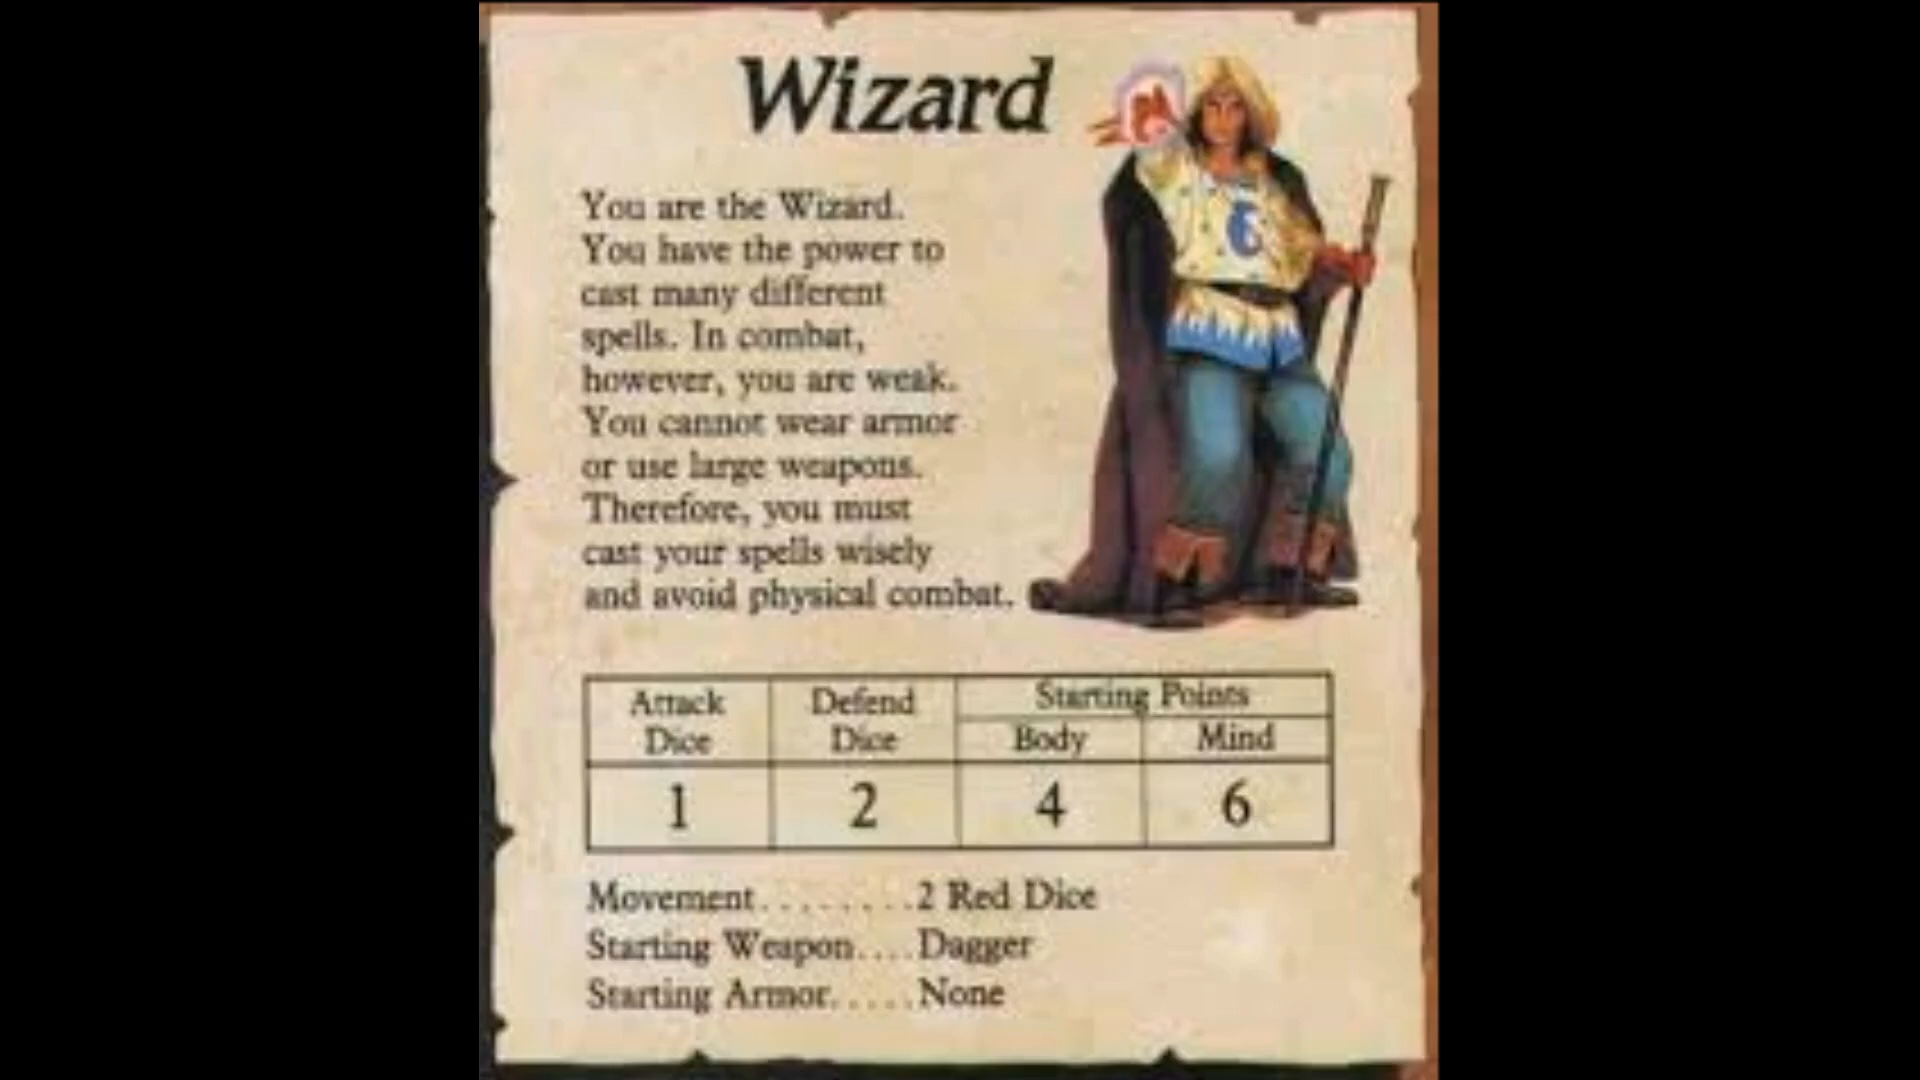 Wizard
You are the Wizard.
You have the power to
cast many different
spells. In combat,
however, you are weak.
You cannot wear armor
or use large weapons.
Therefore, you must
cast your spells wisely
and avoid physical combat.
Attack Dice Defend Dice Starting Points
Body Mind
1 2 4 6
Movement........2 Red Dice
Starting Weapon....Dagger
Starting Armor.....None